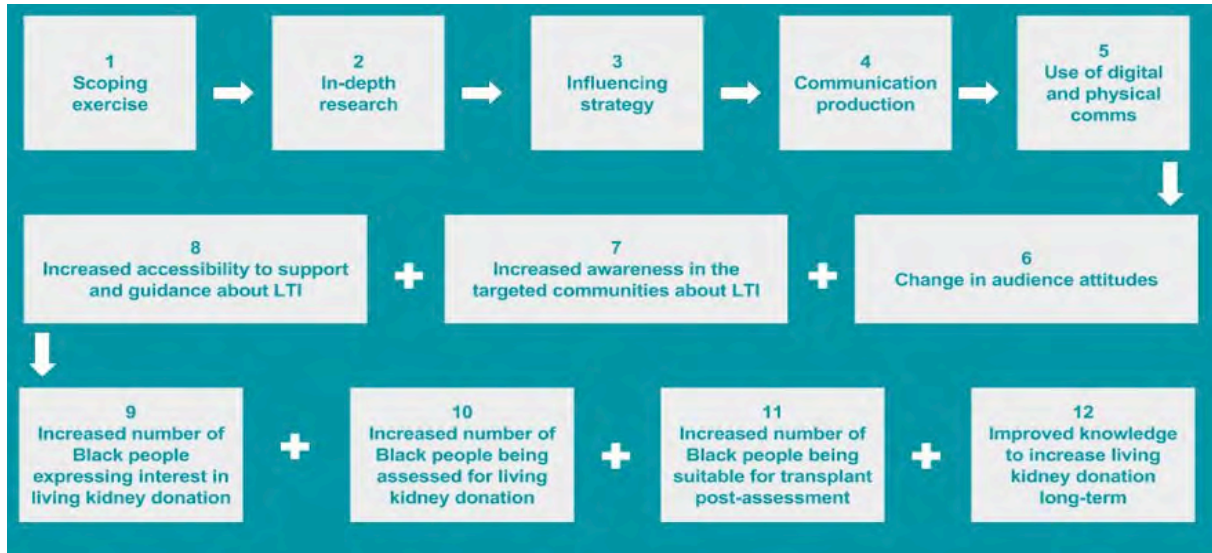 1
Scoping
exercise
2
In-depth
research
3
Influencing
strategy
4
Communication
production
5
Use of digital
and physical
comms
6
Change in audience attitudes
7
Increased awareness in the
targeted communities about LTI
8
Increased accessibility to support
and guidance about LTI
9
Increased number of
Black people
expressing interest in
living kidney donation
10
Increased number of
Black people being
assessed for living
kidney donation
11
Increased number of
Black people being
suitable for transplant
post-assessment
12
Improved knowledge
to increase living
kidney donation
long-term